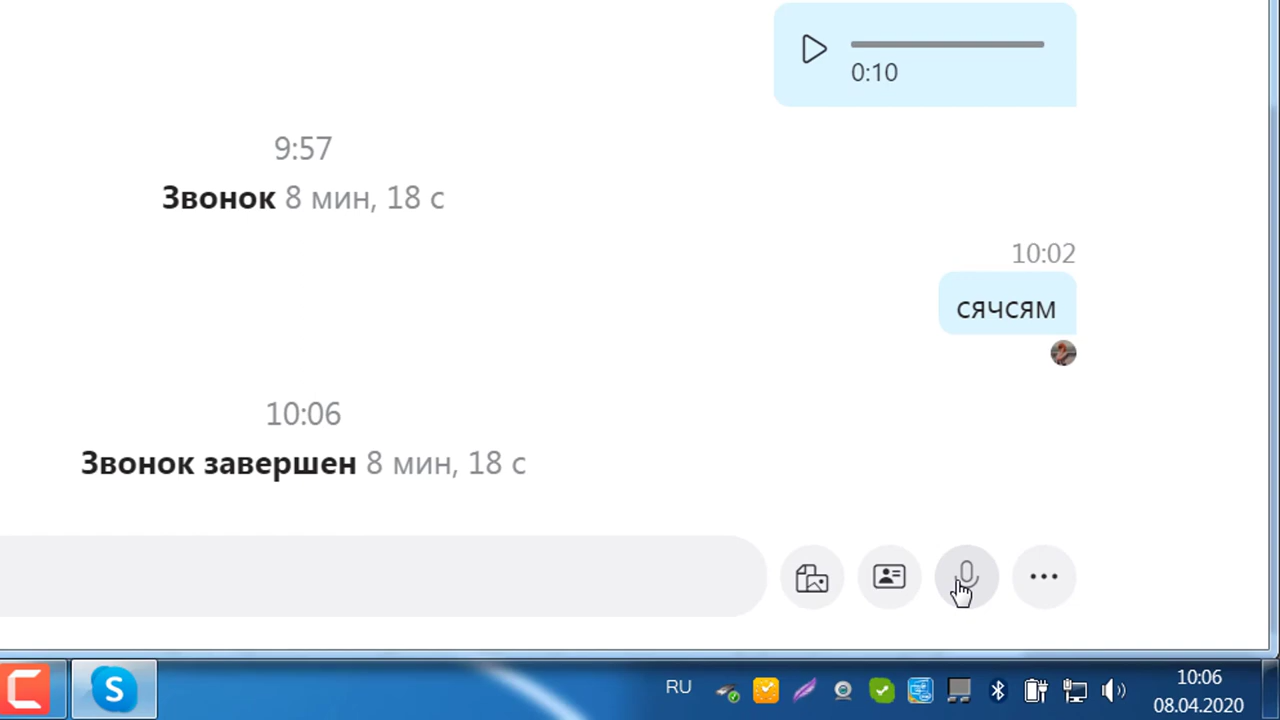 0:10
9:57
Звонок 8 мин, 18 с
10:02
сячсям
10:06
Звонок завершен 8 мин, 18 с
S
RU
10:06
08.04.2020